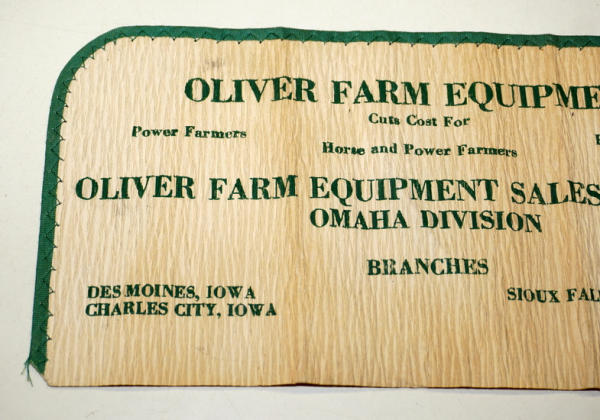 OLIVER FARM EQUIPME
Cuts Cost For
Power Farmers
Horse and Power Farmers
OLIVER FARM EQUIPMENT SALES
OMAHA DIVISION
BRANCHES
DES MOINES, IOWA
SIOUX FAL
CHARLES CITY, IOWA